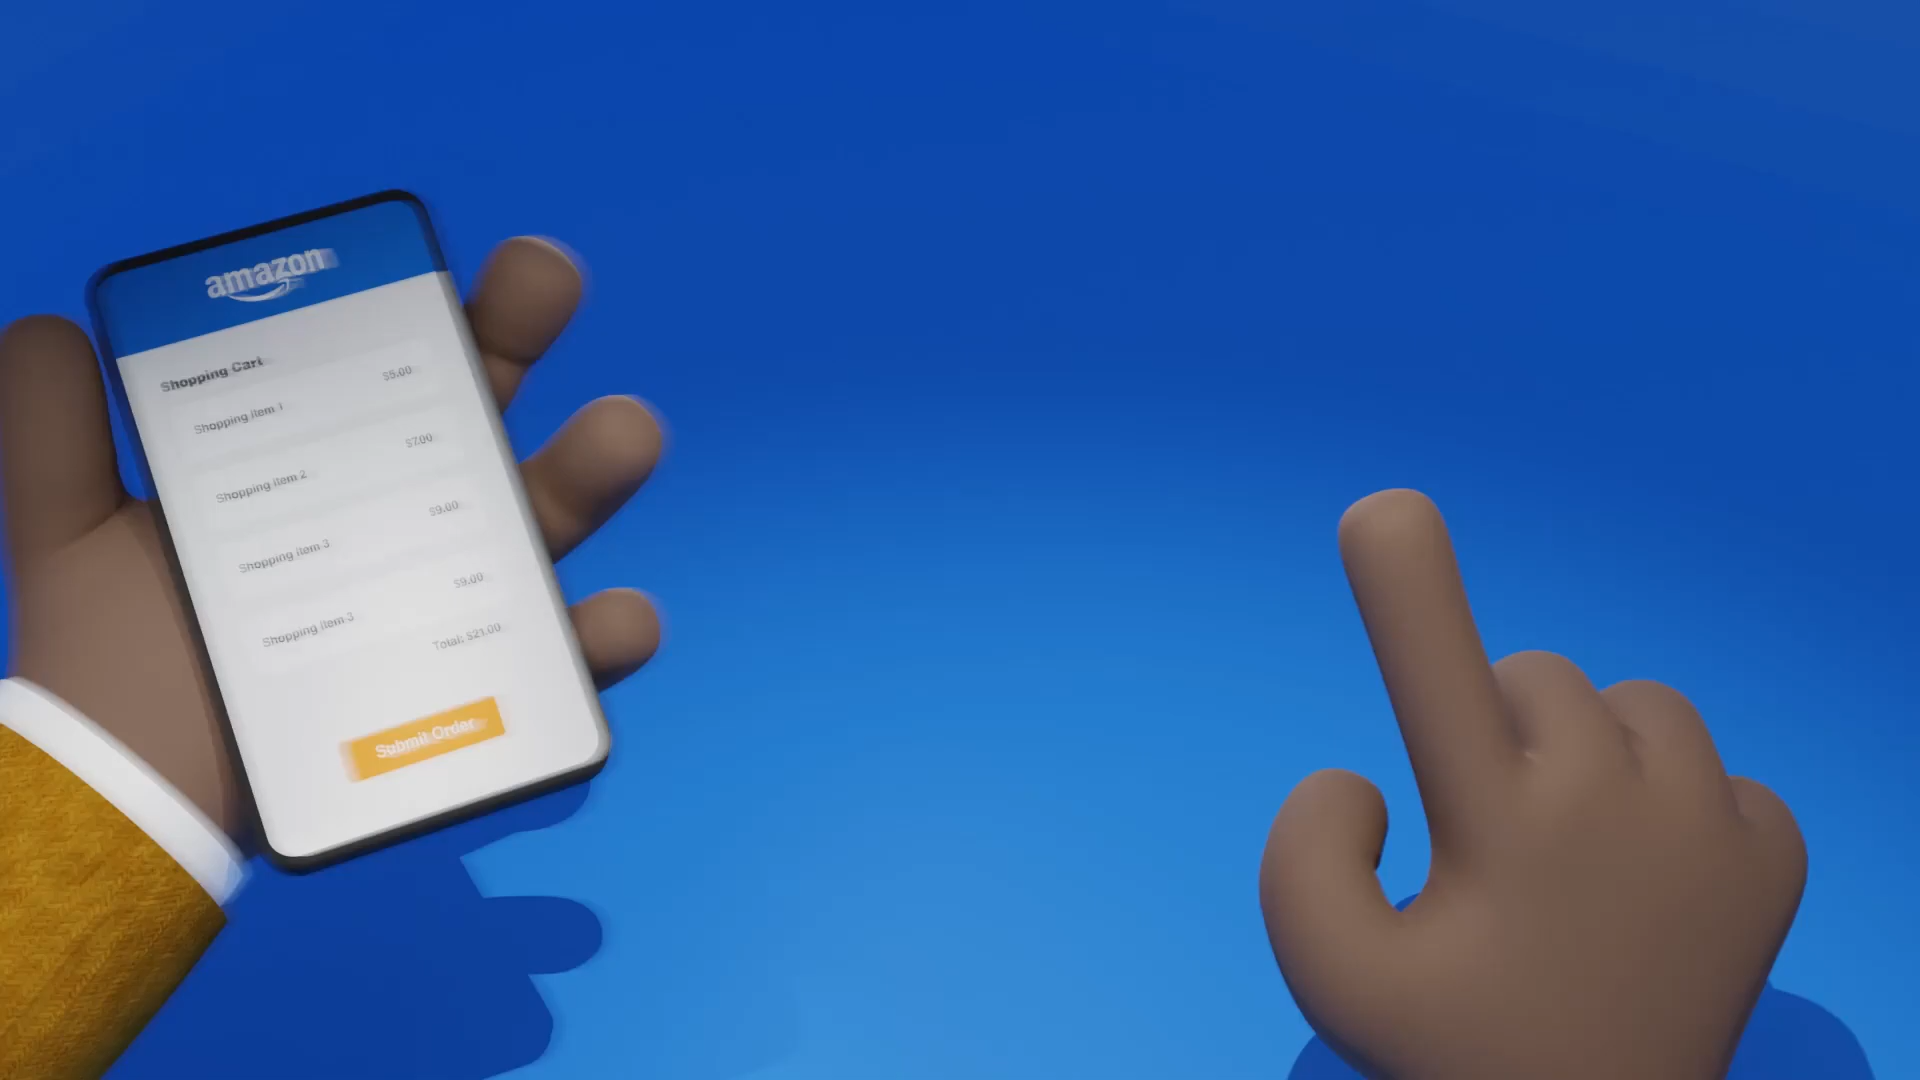 amazon
Shopping Cart
Shopping item 1 $5.00
Shopping item 2 $7.00
Shopping item 3 $9.00
Shopping item 3 $9.00
Total: $21.00
Submit Order